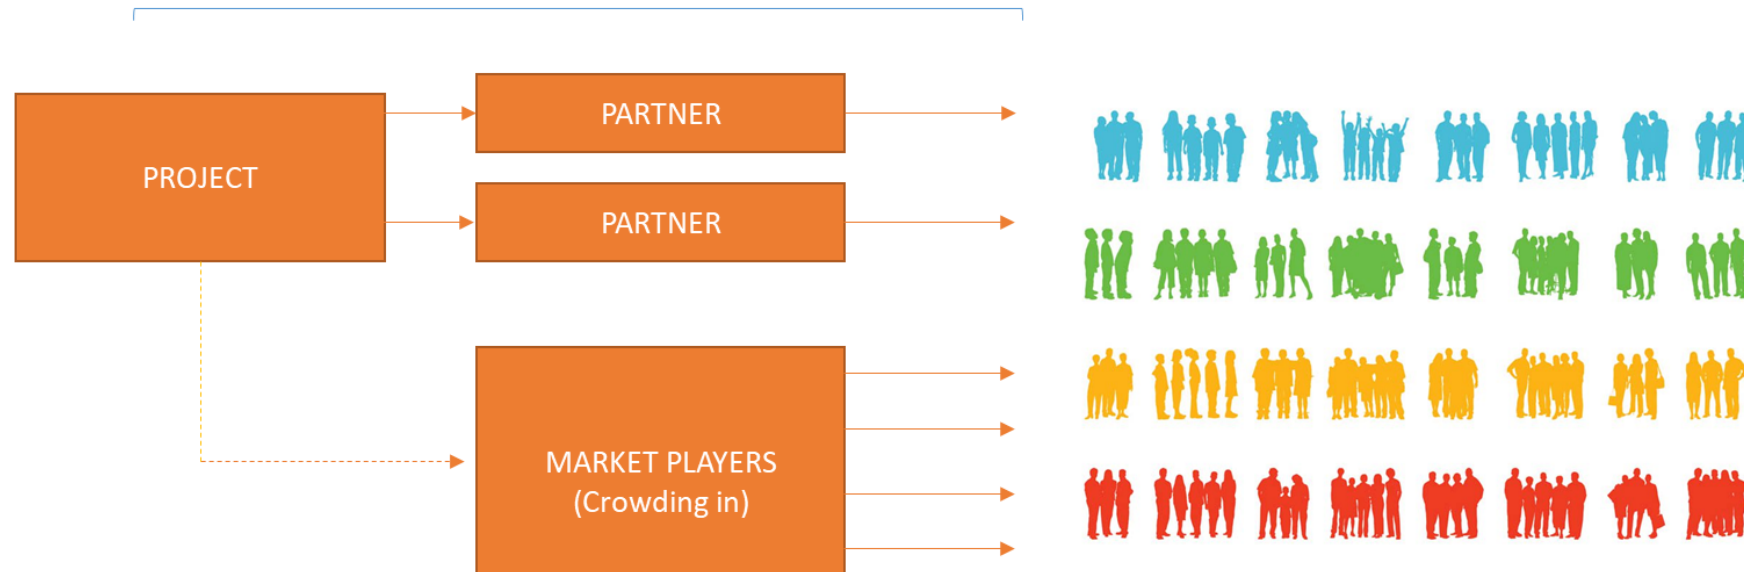 PROJECT
PARTNER
PARTNER
MARKET PLAYERS
(Crowding in)